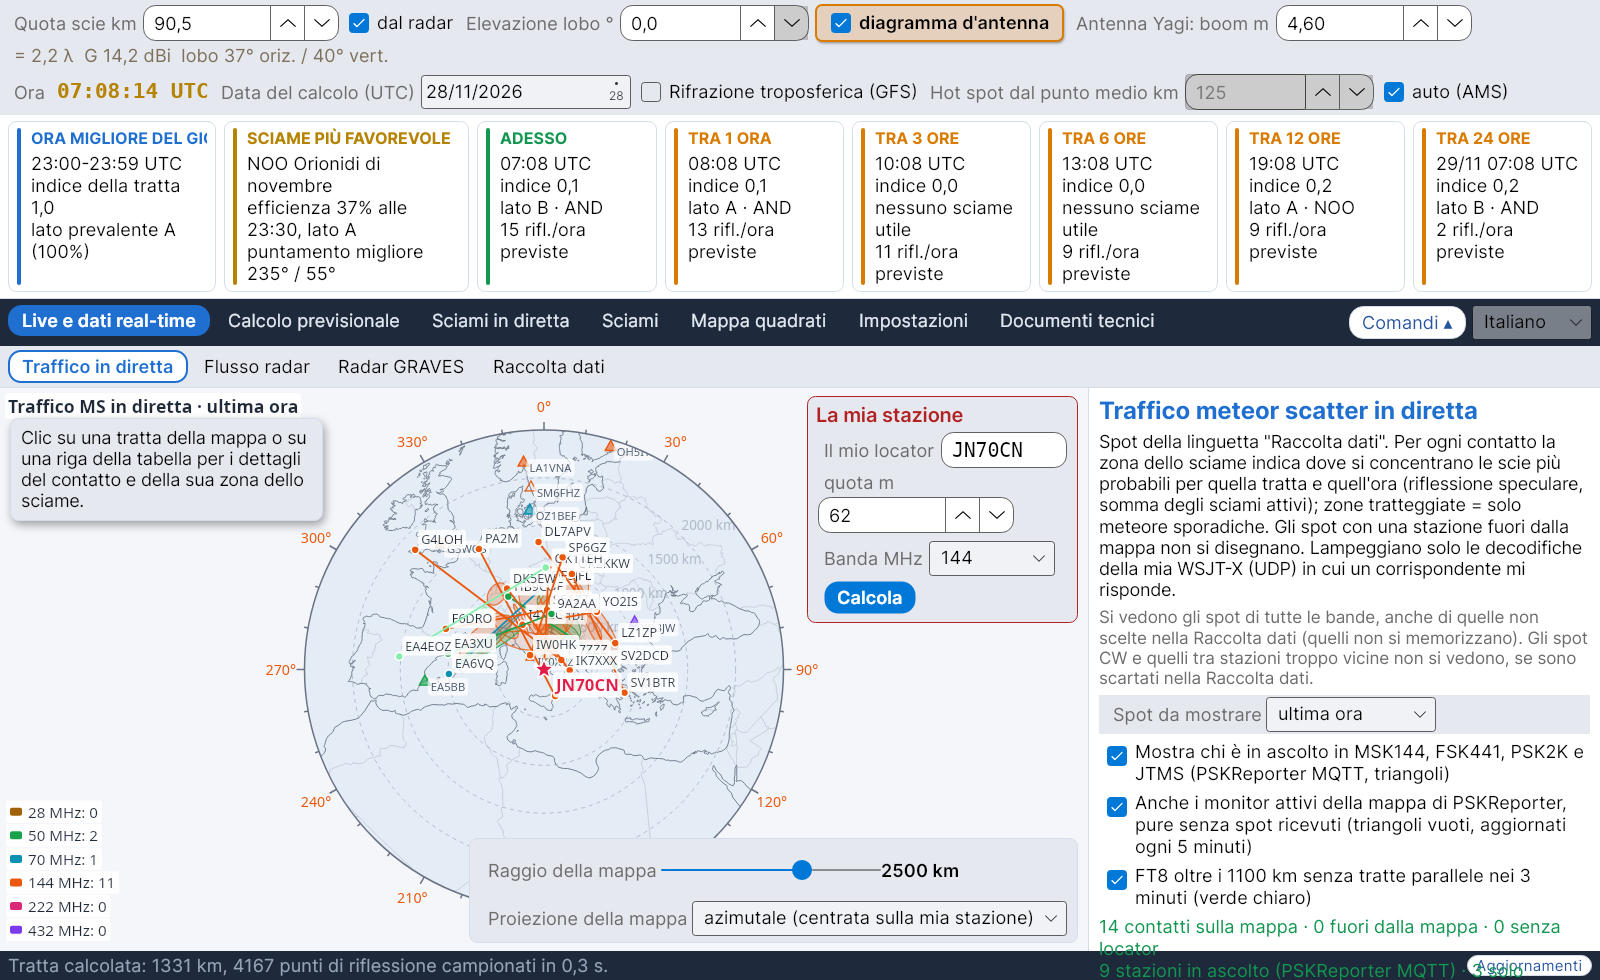 Quota scie km 90,5 dal radar Elevazione lobo ° 0,0 diagramma d'antenna Antenna Yagi: boom m 4,60
= 2,2 λ G 14,2 dBi lobo 37° oriz. / 40° vert.
Ora 07:08:14 UTC Data del calcolo (UTC) 28/11/2026 28 Rifrazione troposferica (GFS) Hot spot dal punto medio km 125 auto (AMS)
ORA MIGLIORE DEL
23:00-23:59 UTC
indice della tratta
1,0
lato prevalente A
(100%)
SCIAME PIÙ FAVOREVOLE
NOO Orionidi di
novembre
efficienza 37% alle
23:30, lato A
puntamento migliore
235° / 55°
ADESSO
07:08 UTC
indice 0,1
lato B · AND
15 rifl./ora
previste
TRA 1 ORA
08:08 UTC
indice 0,1
lato A · AND
13 rifl./ora
previste
TRA 3 ORE
10:08 UTC
indice 0,0
nessuno sciame
utile
11 rifl./ora
previste
TRA 6 ORE
13:08 UTC
indice 0,0
nessuno sciame
utile
9 rifl./ora
previste
TRA 12 ORE
19:08 UTC
indice 0,2
lato A · NOO
9 rifl./ora
previste
TRA 24 ORE
29/11 07:08 UTC
indice 0,2
lato B · AND
2 rifl./ora
previste
Live e dati real-time Calcolo previsionale Sciami in diretta Sciami Mappa quadrati Impostazioni Documenti tecnici Comandi ▴ Italiano
Traffico in diretta Flusso radar Radar GRAVES Raccolta dati
Traffico MS in diretta · ultima ora
Clic su una tratta della mappa o su
una riga della tabella per i dettagli
del contatto e della sua zona dello
sciame.
0°
330°
30°
300°
60°
270°
90°
240°
120°
210°
2000 km
1500 km
LA1VNA
SM6FHZ
OZ1BEF
DL7APV
G4LOH
PA2M
SP6GZ
DK5EW
9A2AA
YO2IS
F6DRO
LZ1ZP
EA4EOZ
EA3XU
IW0HK
SV2DCD
EA6VQ
IK7XXX
EA5BB
JN70CN
SV1BTR
La mia stazione
Il mio locator JN70CN
quota m
62
Banda MHz 144
Calcola
28 MHz: 0
50 MHz: 2
70 MHz: 1
144 MHz: 11
222 MHz: 0
432 MHz: 0
Raggio della mappa 2500 km
Proiezione della mappa azimutale (centrata sulla mia stazione)
Traffico meteor scatter in diretta
Spot della linguetta "Raccolta dati". Per ogni contatto la
zona dello sciame indica dove si concentrano le scie più
probabili per quella tratta e quell'ora (riflessione speculare,
somma degli sciami attivi); zone tratteggiate = solo
meteore sporadiche. Gli spot con una stazione fuori dalla
mappa non si disegnano. Lampeggiano solo le decodifiche
della mia WSJT-X (UDP) in cui un corrispondente mi
risponde.
Si vedono gli spot di tutte le bande, anche di quelle non
scelte nella Raccolta dati (quelli non si memorizzano). Gli spot
CW e quelli tra stazioni troppo vicine non si vedono, se sono
scartati nella Raccolta dati.
Spot da mostrare ultima ora
Mostra chi è in ascolto in MSK144, FSK441, PSK2K e
JTMS (PSKReporter MQTT, triangoli)
Anche i monitor attivi della mappa di PSKReporter,
pure senza spot ricevuti (triangoli vuoti, aggiornati
ogni 5 minuti)
FT8 oltre i 1100 km senza tratte parallele nei 3
minuti (verde chiaro)
14 contatti sulla mappa · 0 fuori dalla mappa · 0 senza
locator
9 stazioni in ascolto (PSKReporter MQTT) · 3 solo
Tratta calcolata: 1331 km, 4167 punti di riflessione campionati in 0,3 s.
Aggiornamenti